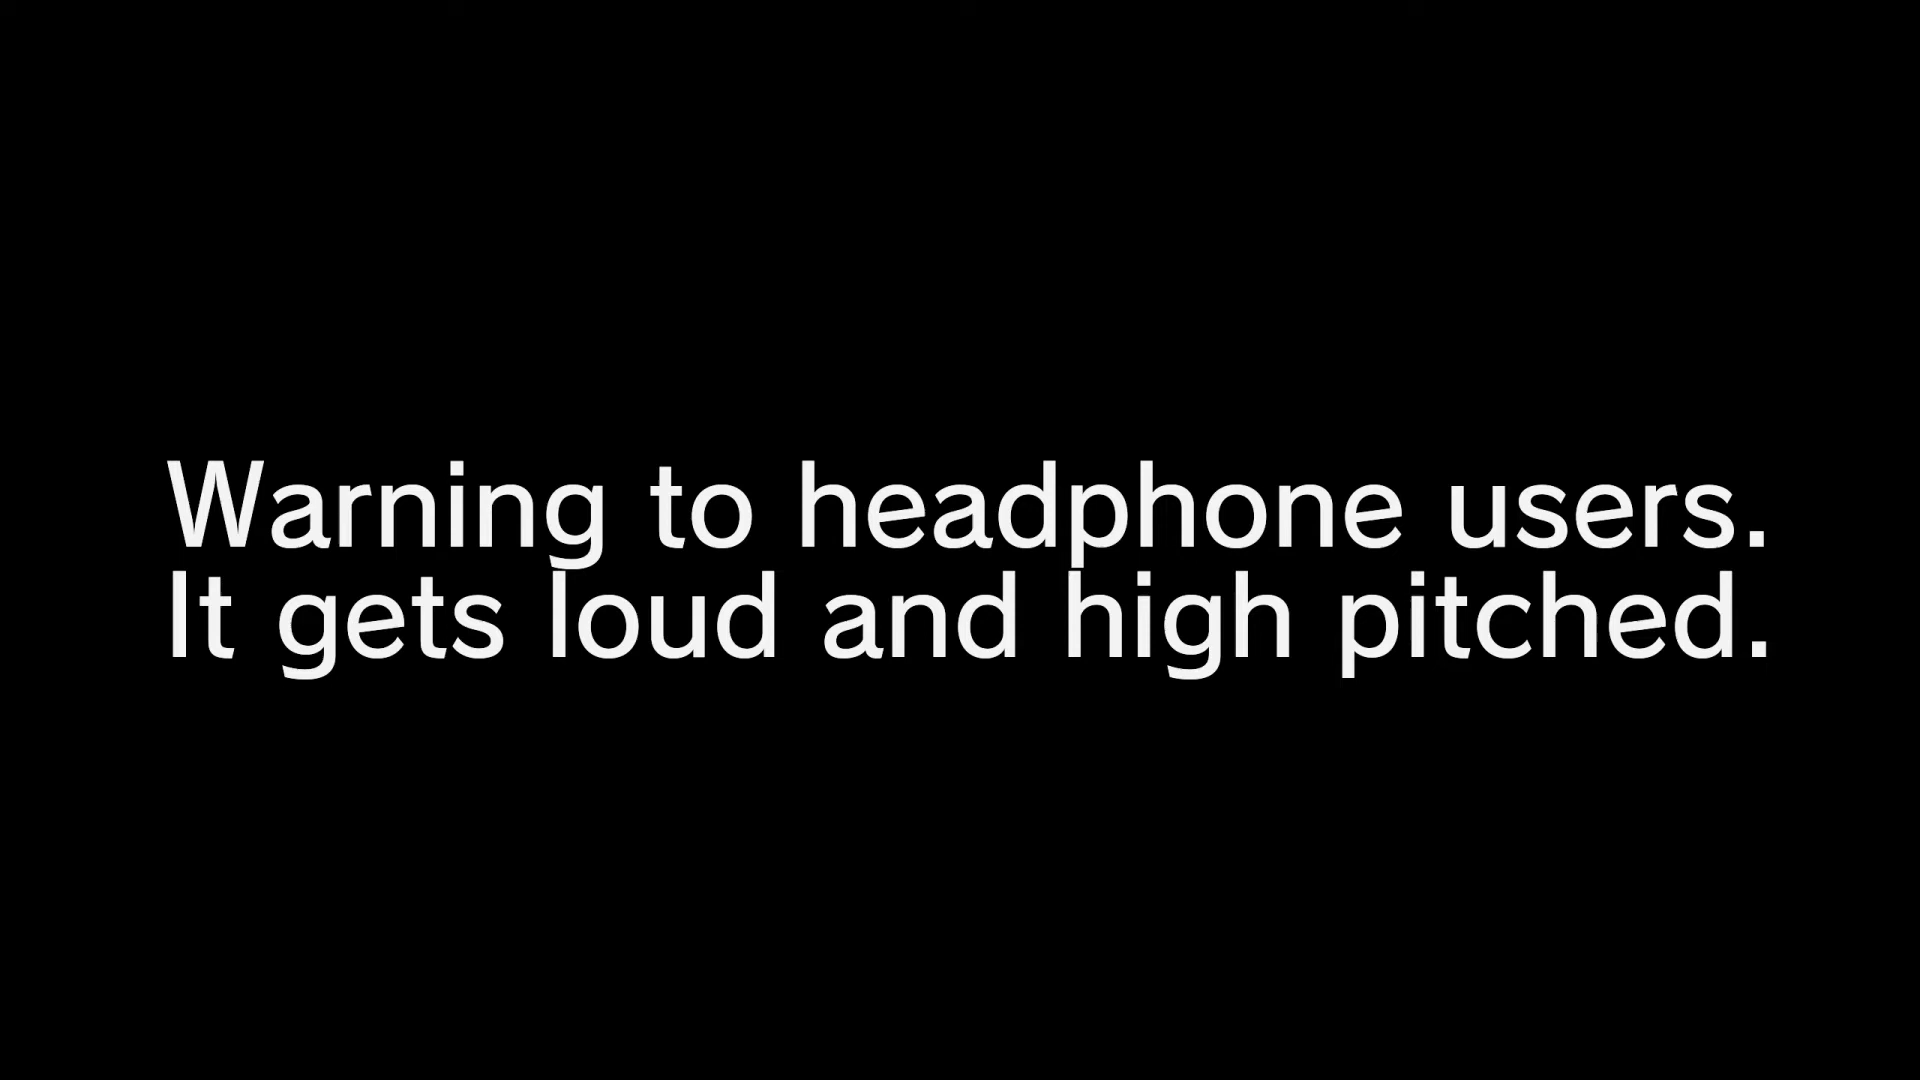 Warning to headphone users.
It gets loud and high pitched.